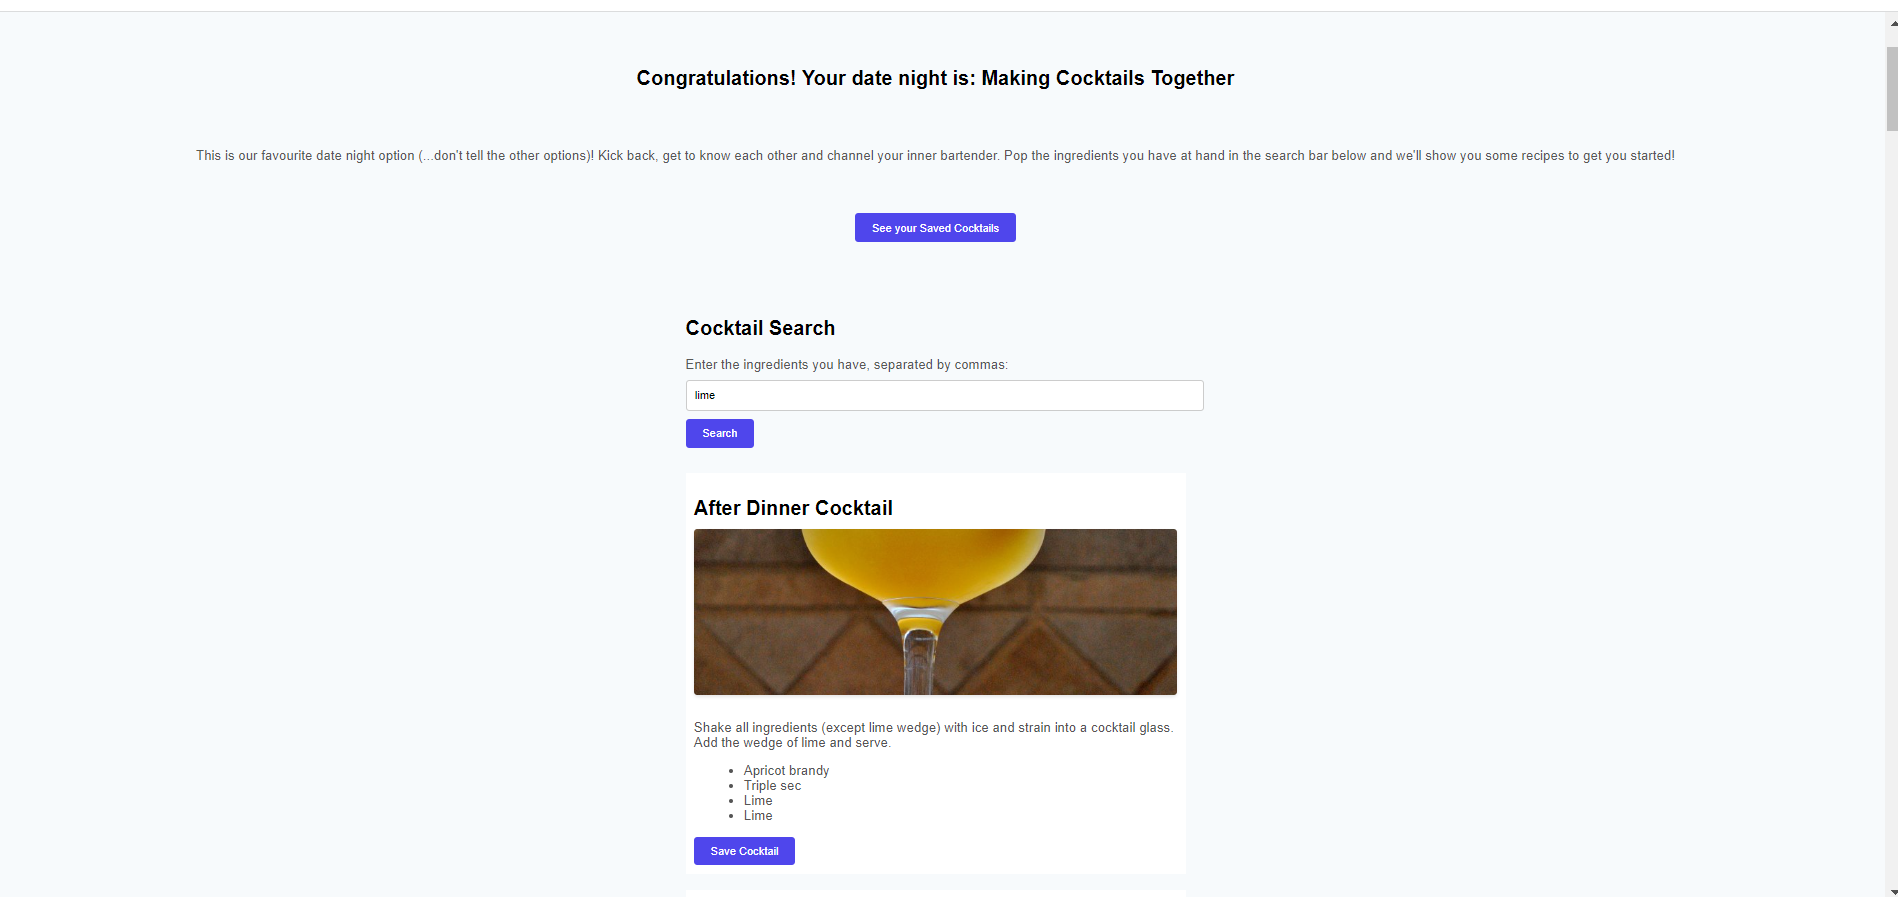 Congratulations! Your date night is: Making Cocktails Together
This is our favourite date night option (...don't tell the other options)! Kick back, get to know each other and channel your inner bartender. Pop the ingredients you have at hand in the search bar below and we'll show you some recipes to get you started!
See your Saved Cocktails
Cocktail Search
Enter the ingredients you have, separated by commas:
lime
Search
After Dinner Cocktail
Shake all ingredients (except lime wedge) with ice and strain into a cocktail glass.
Add the wedge of lime and serve.
• Apricot brandy
• Triple sec
• Lime
• Lime
Save Cocktail